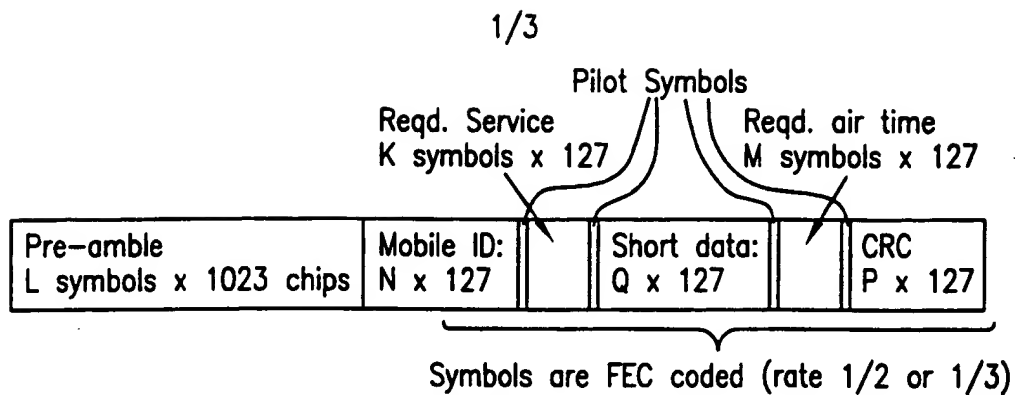 1/3
Pilot Symbols
Reqd. Service
K symbols x 127
Reqd. air time
M symbols x 127
Pre-amble
L symbols x 1023 chips
Mobile ID:
N x 127
Short data:
Q x 127
CRC
P x 127
Symbols are FEC coded (rate 1/2 or 1/3)